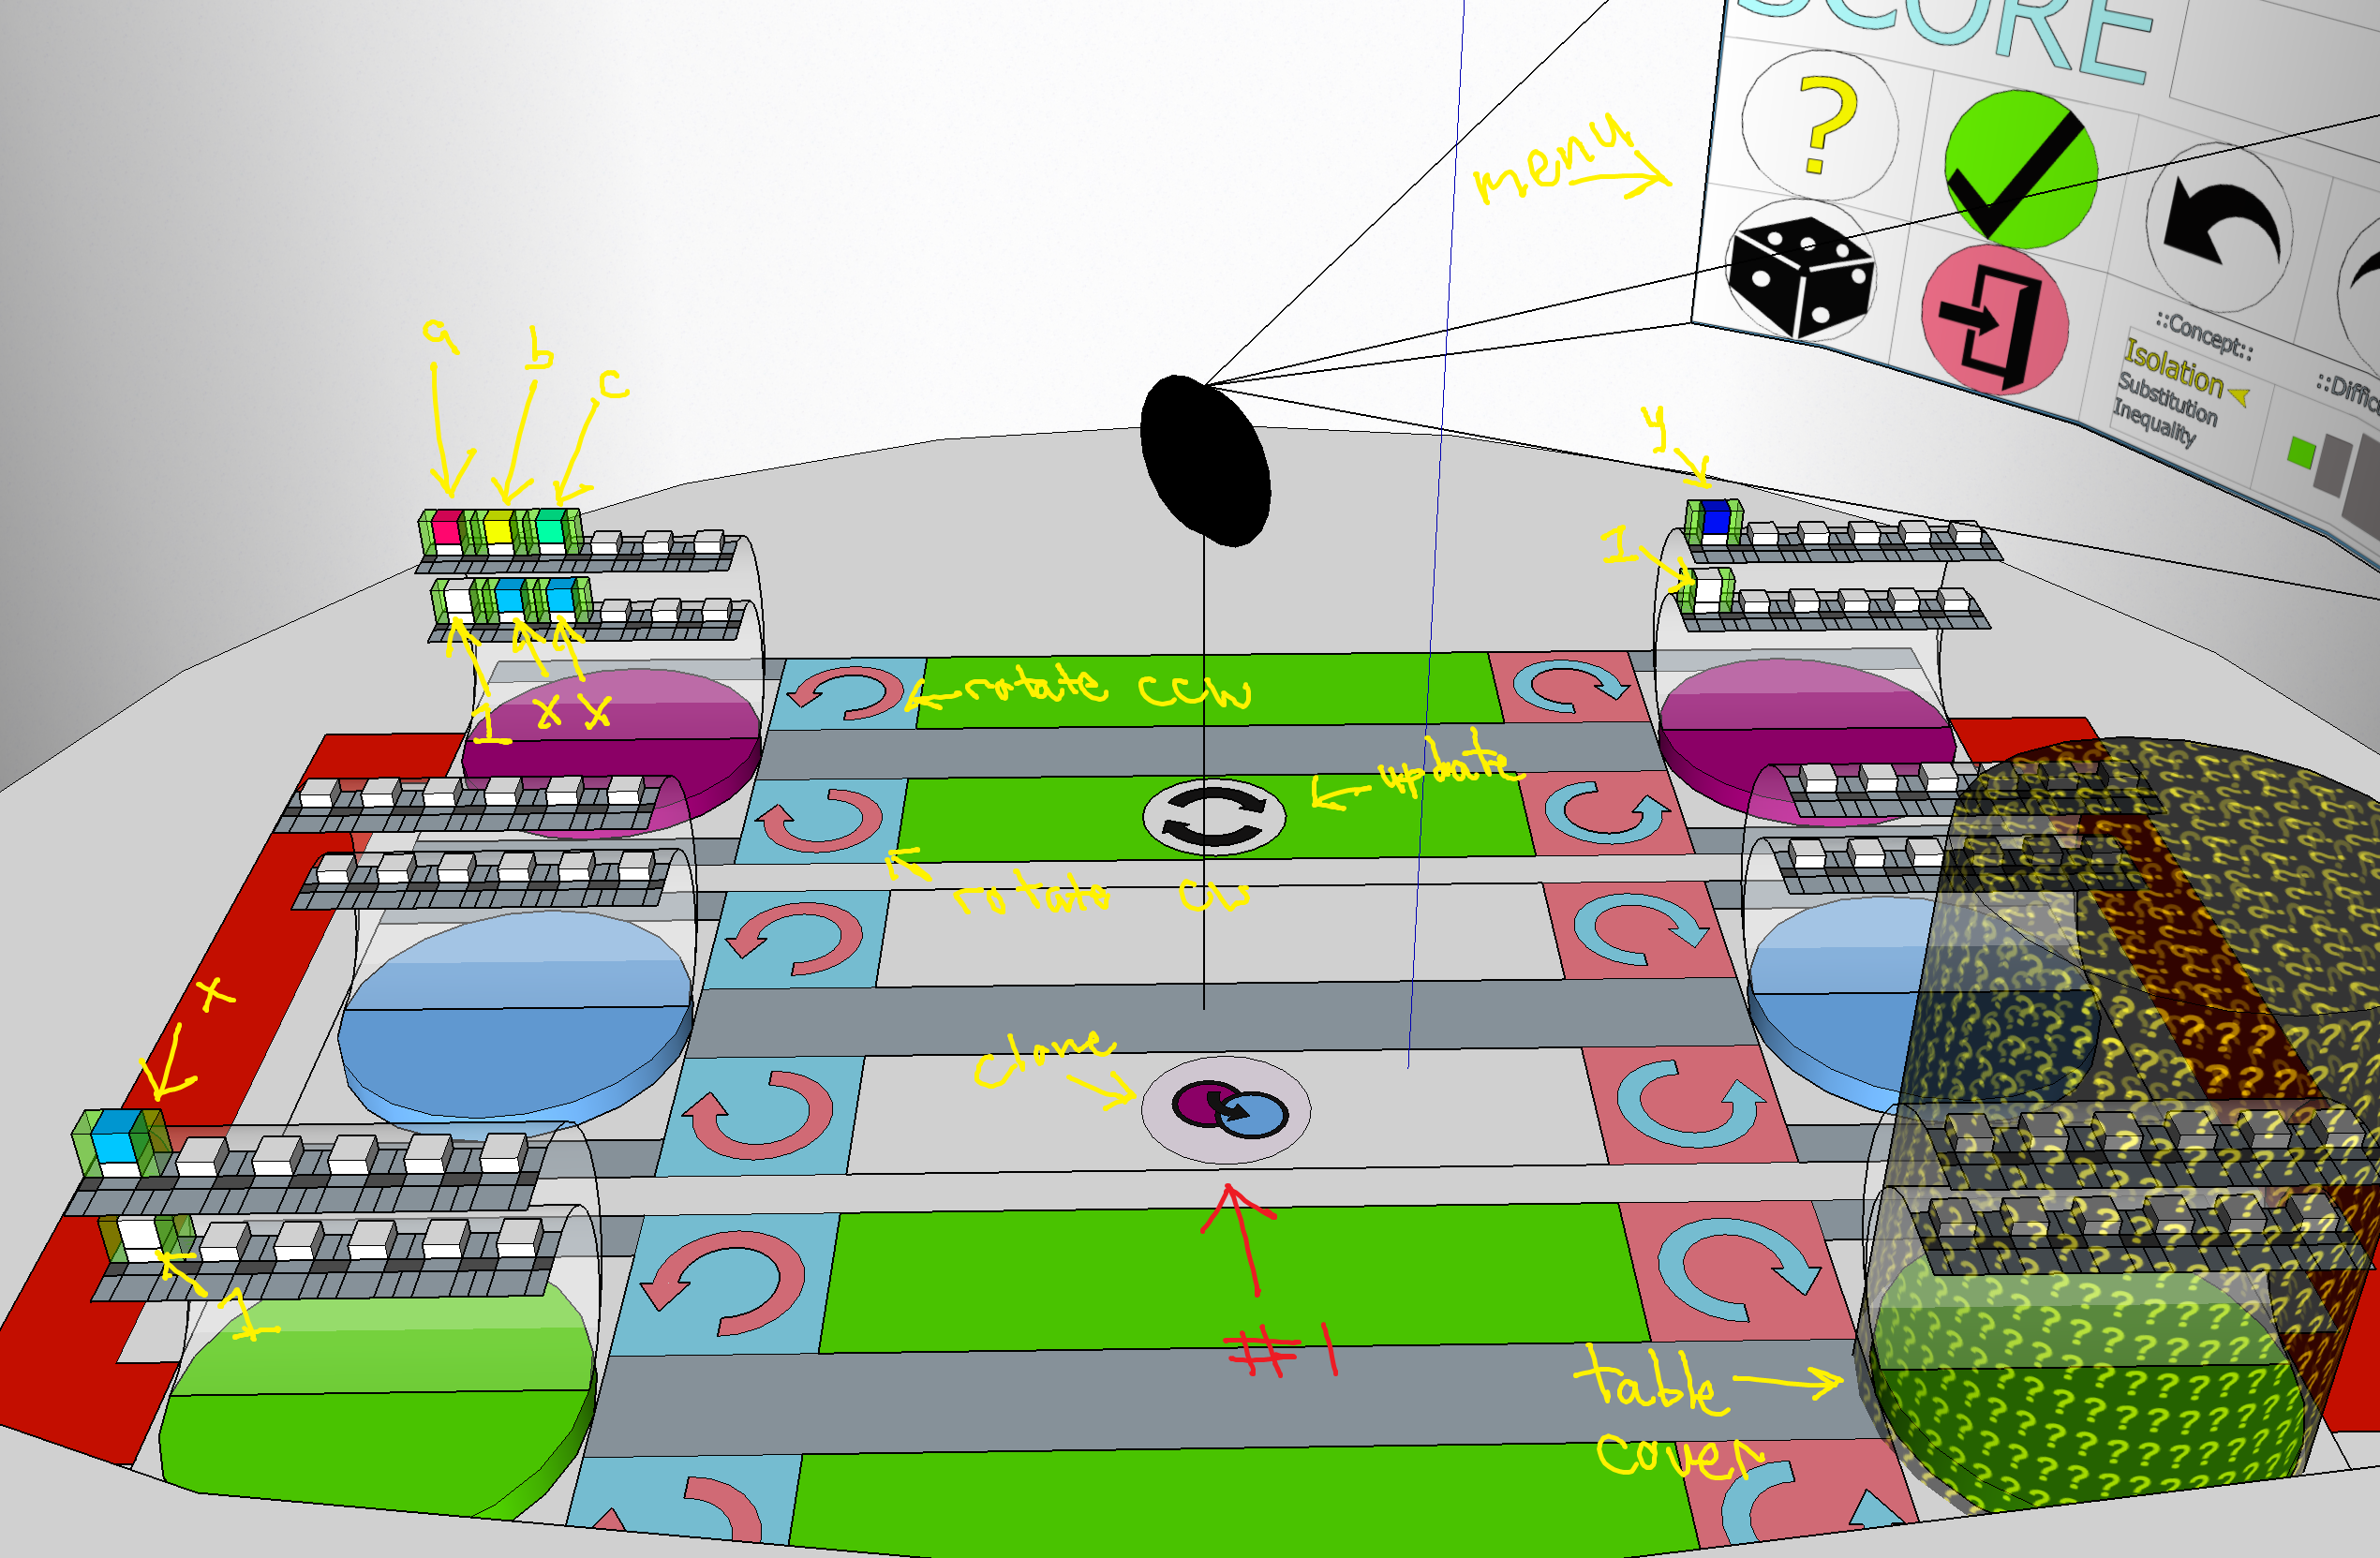 SCORE
?
menu
::Concept::
Isolation
Substitution
Inequality
::Diffic
a
b
c
y
1
1
x
x
rotate CCW
update
rotate CW
x
clone
1
#1
table
cover